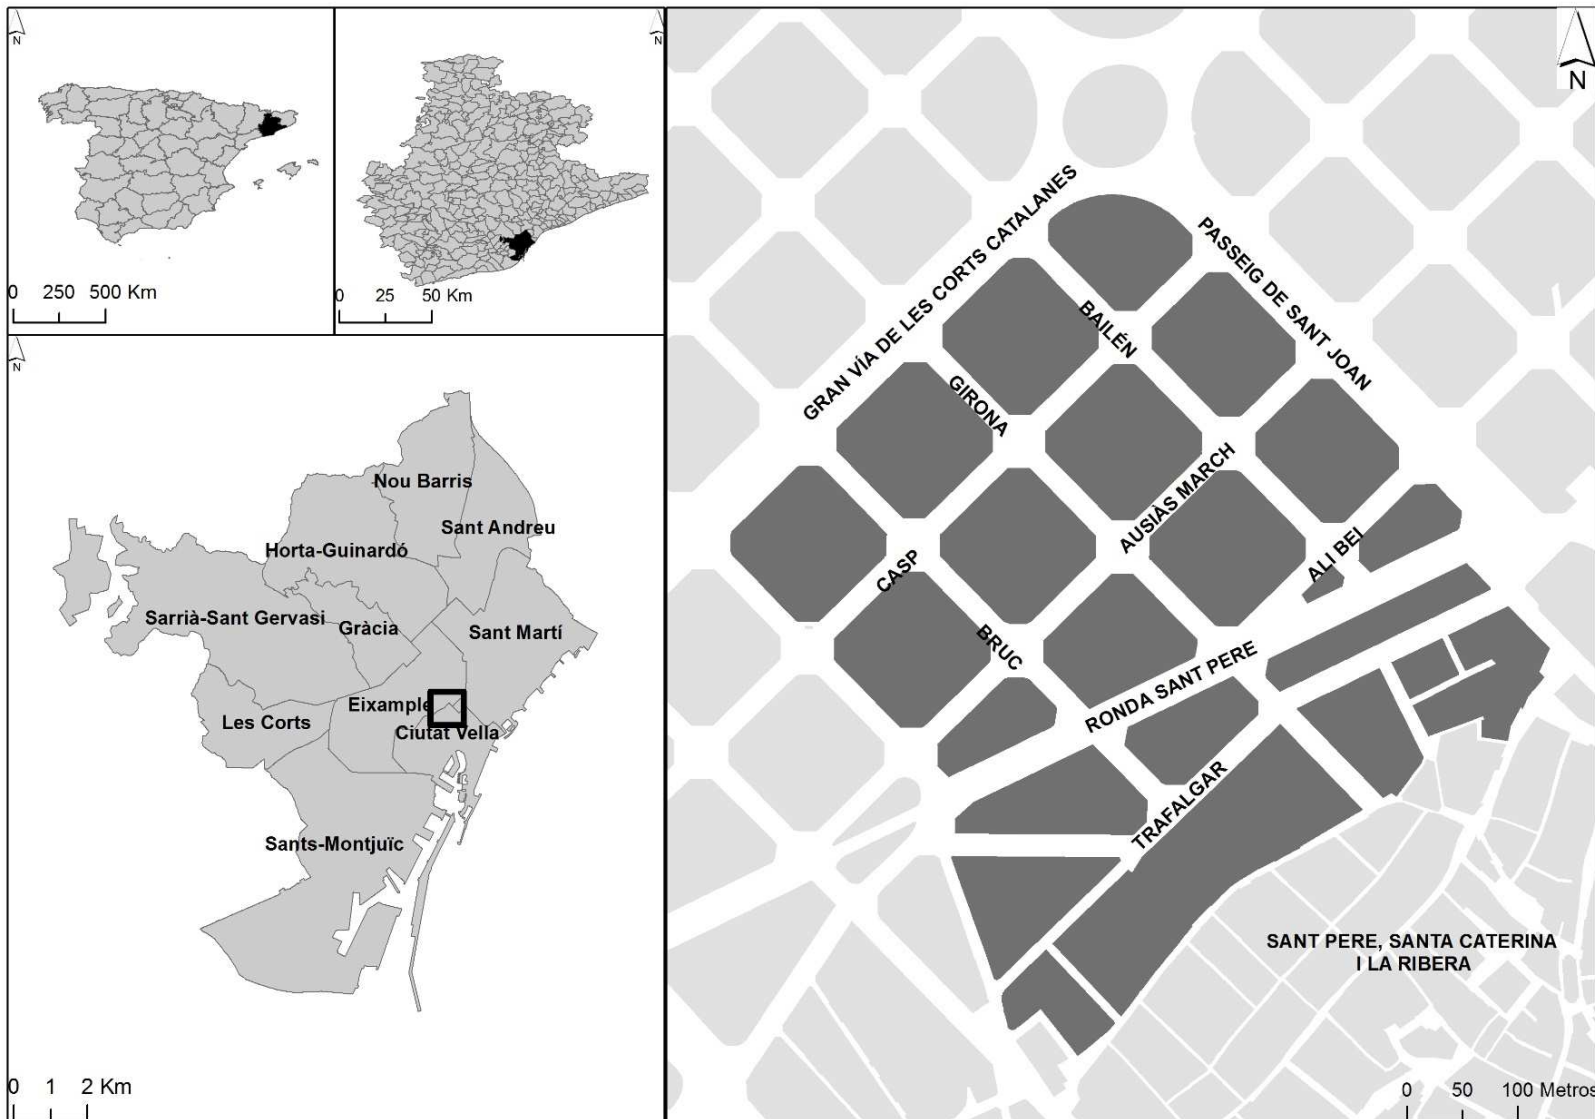 N
N
0 250 500 Km
0 25 50 Km
N
Nou Barris
Sant Andreu
Horta-Guinardó
Sarrià-Sant Gervasi
Gràcia
Sant Martí
Eixample
Les Corts
Ciutat Vella
Sants-Montjuïc
0 1 2 Km
N
GRAN VÍA DE LES CORTS CATALANES
PASSEIG DE SANT JOAN
BAILÉN
GIRONA
AUSIÀS MARCH
ALI BEI
CASP
BRUC
RONDA SANT PERE
TRAFALGAR
SANT PERE, SANTA CATERINA
I LA RIBERA
0 50 100 Metros